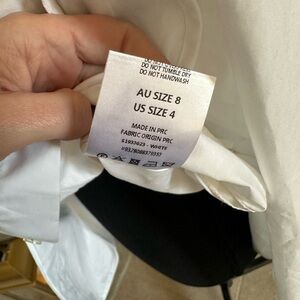 DO NOT TUMBLE DRY
DO NOT HANDWASH
AU SIZE 8
US SIZE 4
MADE IN PRC
FABRIC ORIGIN PRC
- WHITE